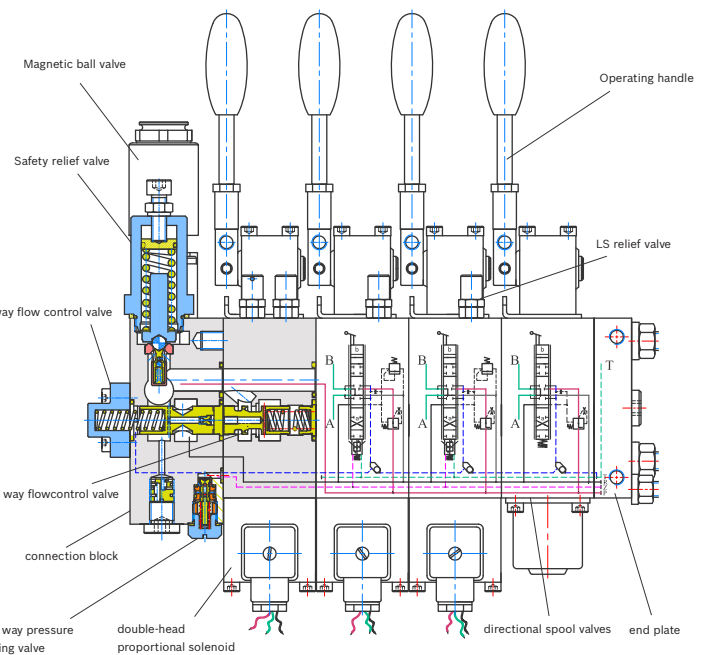 Magnetic ball valve
Operating handle
Safety relief valve
LS relief valve
way flow control valve
B
B
B
T
A
A
A
way flowcontrol valve
connection block
way pressure
ing valve
double-head
proportional solenoid
directional spool valves
end plate